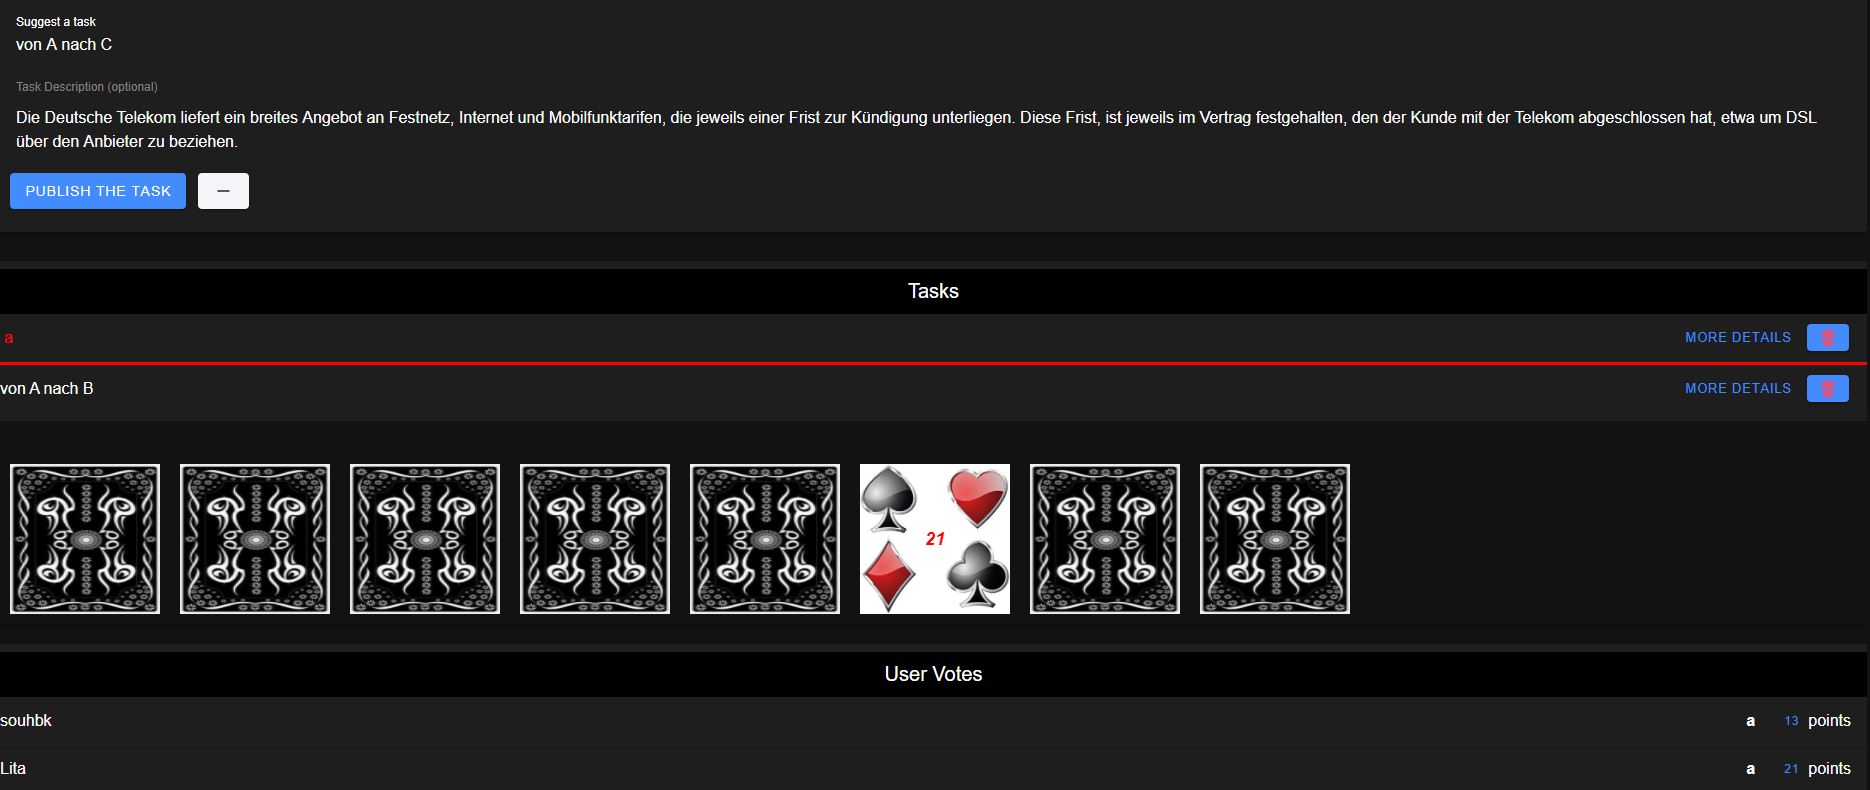 Suggest a task
von A nach C
Task Description (optional)
Die Deutsche Telekom liefert ein breites Angebot an Festnetz, Internet und Mobilfunktarifen, die jeweils einer Frist zur Kündigung unterliegen. Diese Frist, ist jeweils im Vertrag festgehalten, den der Kunde mit der Telekom abgeschlossen hat, etwa um DSL
über den Anbieter zu beziehen.
PUBLISH THE TASK
Tasks
a MORE DETAILS
von A nach B MORE DETAILS
21
User Votes
souhbk a 13 points
Lita a 21 points